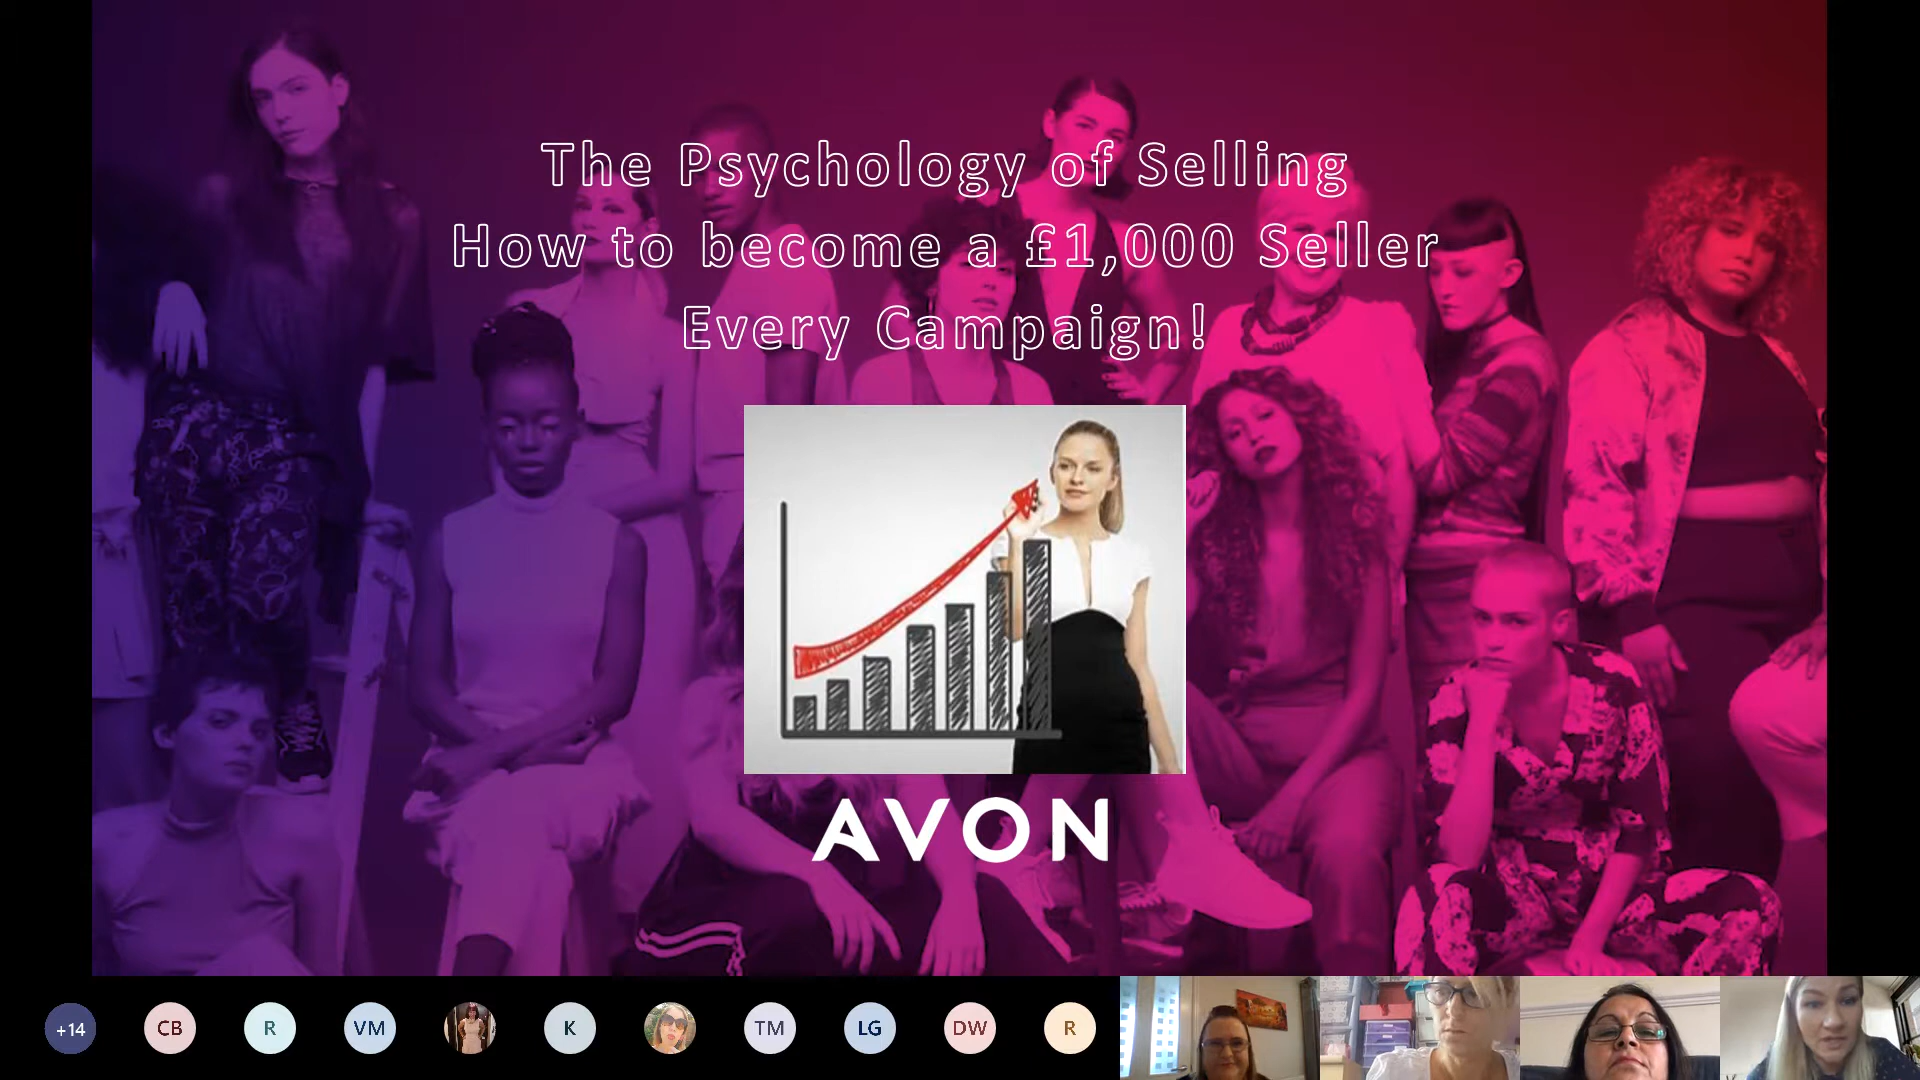 The Psychology of Selling
How to become a £1,000 Seller
Every Campaign!
AVON
+14
CB
R
VM
K
TM
LG
DW
R